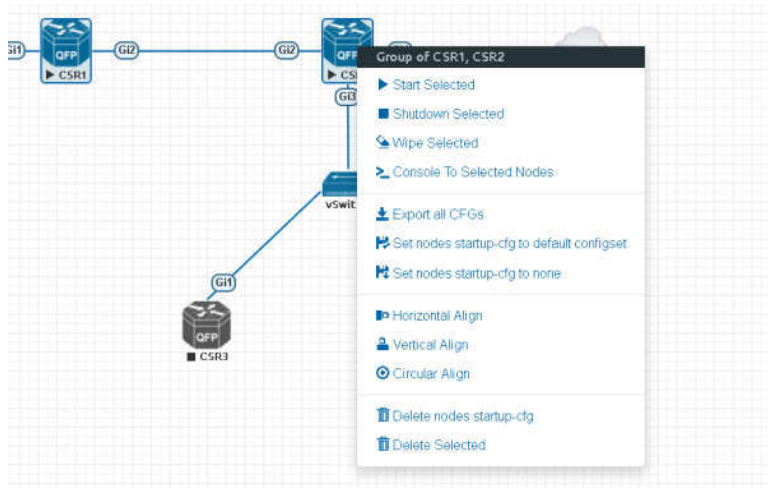 Gi1
QFP
CSR1
Gi2
Gi2
QFP
Gi3
vSwit
Gi1
QFP
CSR3
Group of CSR1, CSR2
Start Selected
Shutdown Selected
Wipe Selected
Console To Selected Nodes
Export all CFGs
Set nodes startup-cfg to default configset
Set nodes startup-cfg to none
Horizontal Align
Vertical Align
Circular Align
Delete nodes startup-cfg
Delete Selected